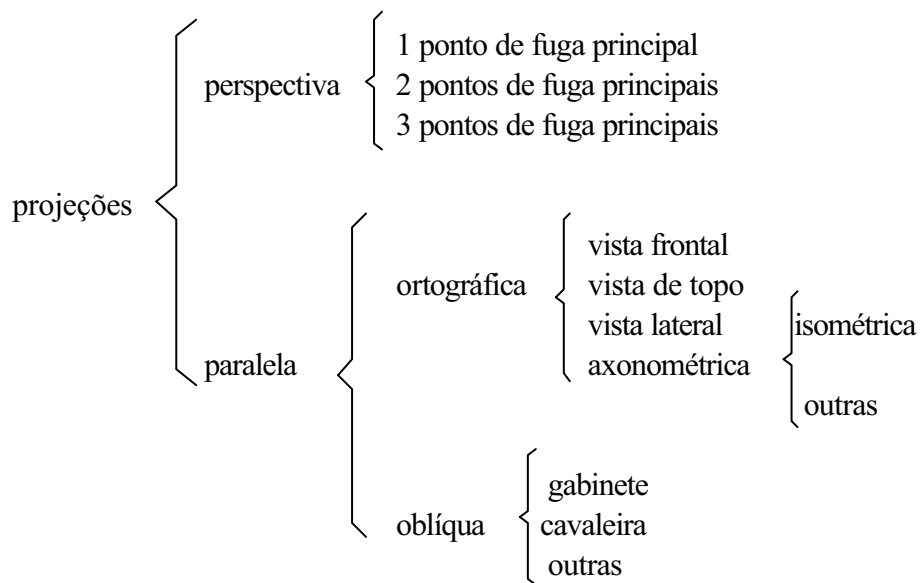 1 ponto de fuga principal
perspectiva
2 pontos de fuga principais
3 pontos de fuga principais
projeções
vista frontal
ortográfica
vista de topo
vista lateral
isométrica
paralela
axonométrica
outras
gabinete
oblíqua
cavaleira
outras